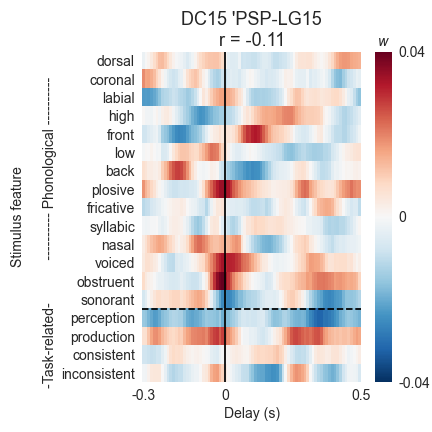 DC15 'PSP-LG15
r = -0.11
w
dorsal
coronal
labial
high
front
low
back
plosive
fricative
syllabic
nasal
voiced
obstruent
sonorant
perception
production
consistent
inconsistent
Stimulus feature
-Task-related- ---------- Phonological ----------
0.04
0
-0.04
-0.3
0
0.5
Delay (s)